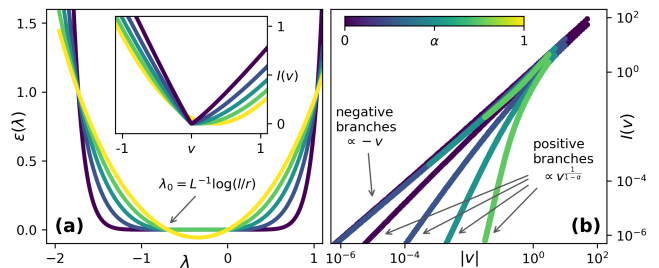 1.5
1.0
0.5
0.0
ε(λ)
−2
−1
0
1
λ
(a)
λ₀ = L⁻¹log(l/r)
1
0
I(v)
-1
v
1
0
α
1
negative
branches
∝ −v
positive
branches
∝ v^{1/(1−α)}
(b)
10²
10⁰
10⁻⁴
10⁻⁶
I(v)
10⁻⁶
10⁻⁴
10⁻²
10⁰
10²
|v|